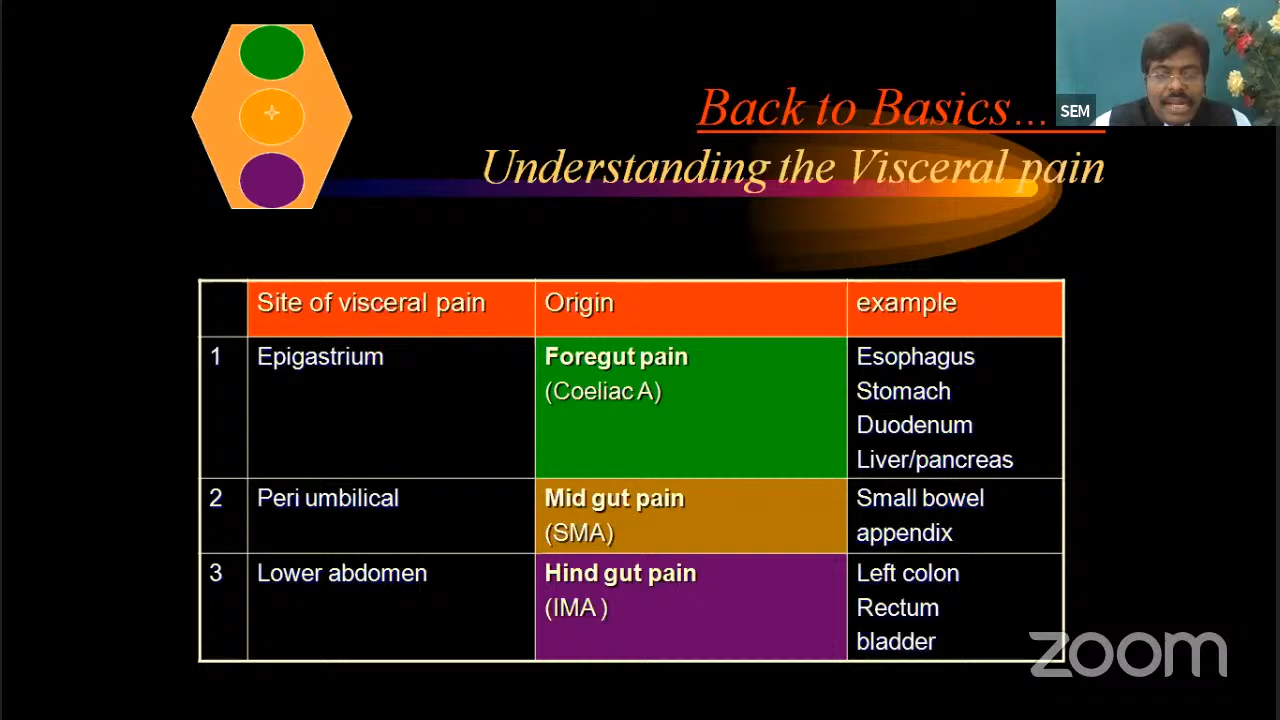 Back to Basics...
SEM
Understanding the Visceral pain
Site of visceral pain
Origin
example
1
Epigastrium
Foregut pain
(Coeliac A)
Esophagus
Stomach
Duodenum
Liver/pancreas
2
Peri umbilical
Mid gut pain
(SMA)
Small bowel
appendix
3
Lower abdomen
Hind gut pain
(IMA )
Left colon
Rectum
bladder
zoom